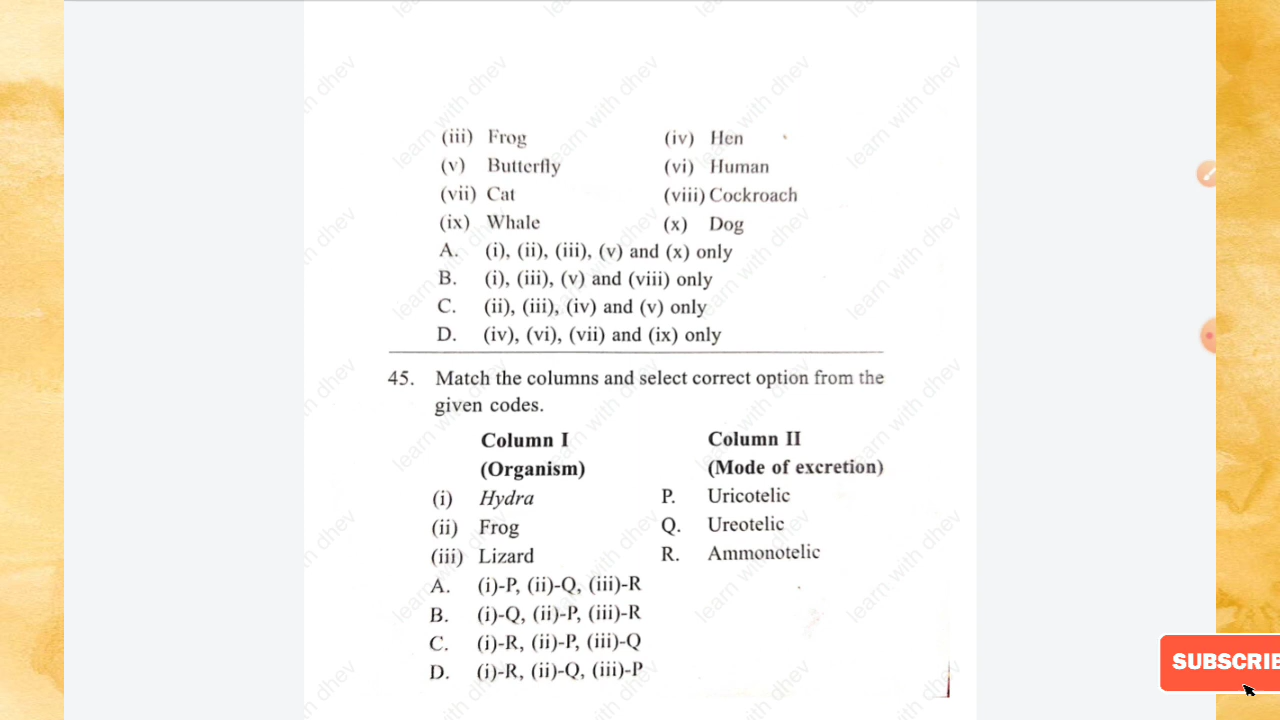 (iii) Frog (iv) Hen
(v) Butterfly (vi) Human
(vii) Cat (viii) Cockroach
(ix) Whale (x) Dog
A. (i), (ii), (iii), (v) and (x) only
B. (i), (iii), (v) and (viii) only
C. (ii), (iii), (iv) and (v) only
D. (iv), (vi), (vii) and (ix) only
45. Match the columns and select correct option from the
given codes.
Column I Column II
(Organism) (Mode of excretion)
(i) Hydra P. Uricotelic
(ii) Frog Q. Ureotelic
(iii) Lizard R. Ammonotelic
A. (i)-P, (ii)-Q, (iii)-R
B. (i)-Q, (ii)-P, (iii)-R
C. (i)-R, (ii)-P, (iii)-Q
D. (i)-R, (ii)-Q, (iii)-P
learn with dhev
SUBSCRIBE